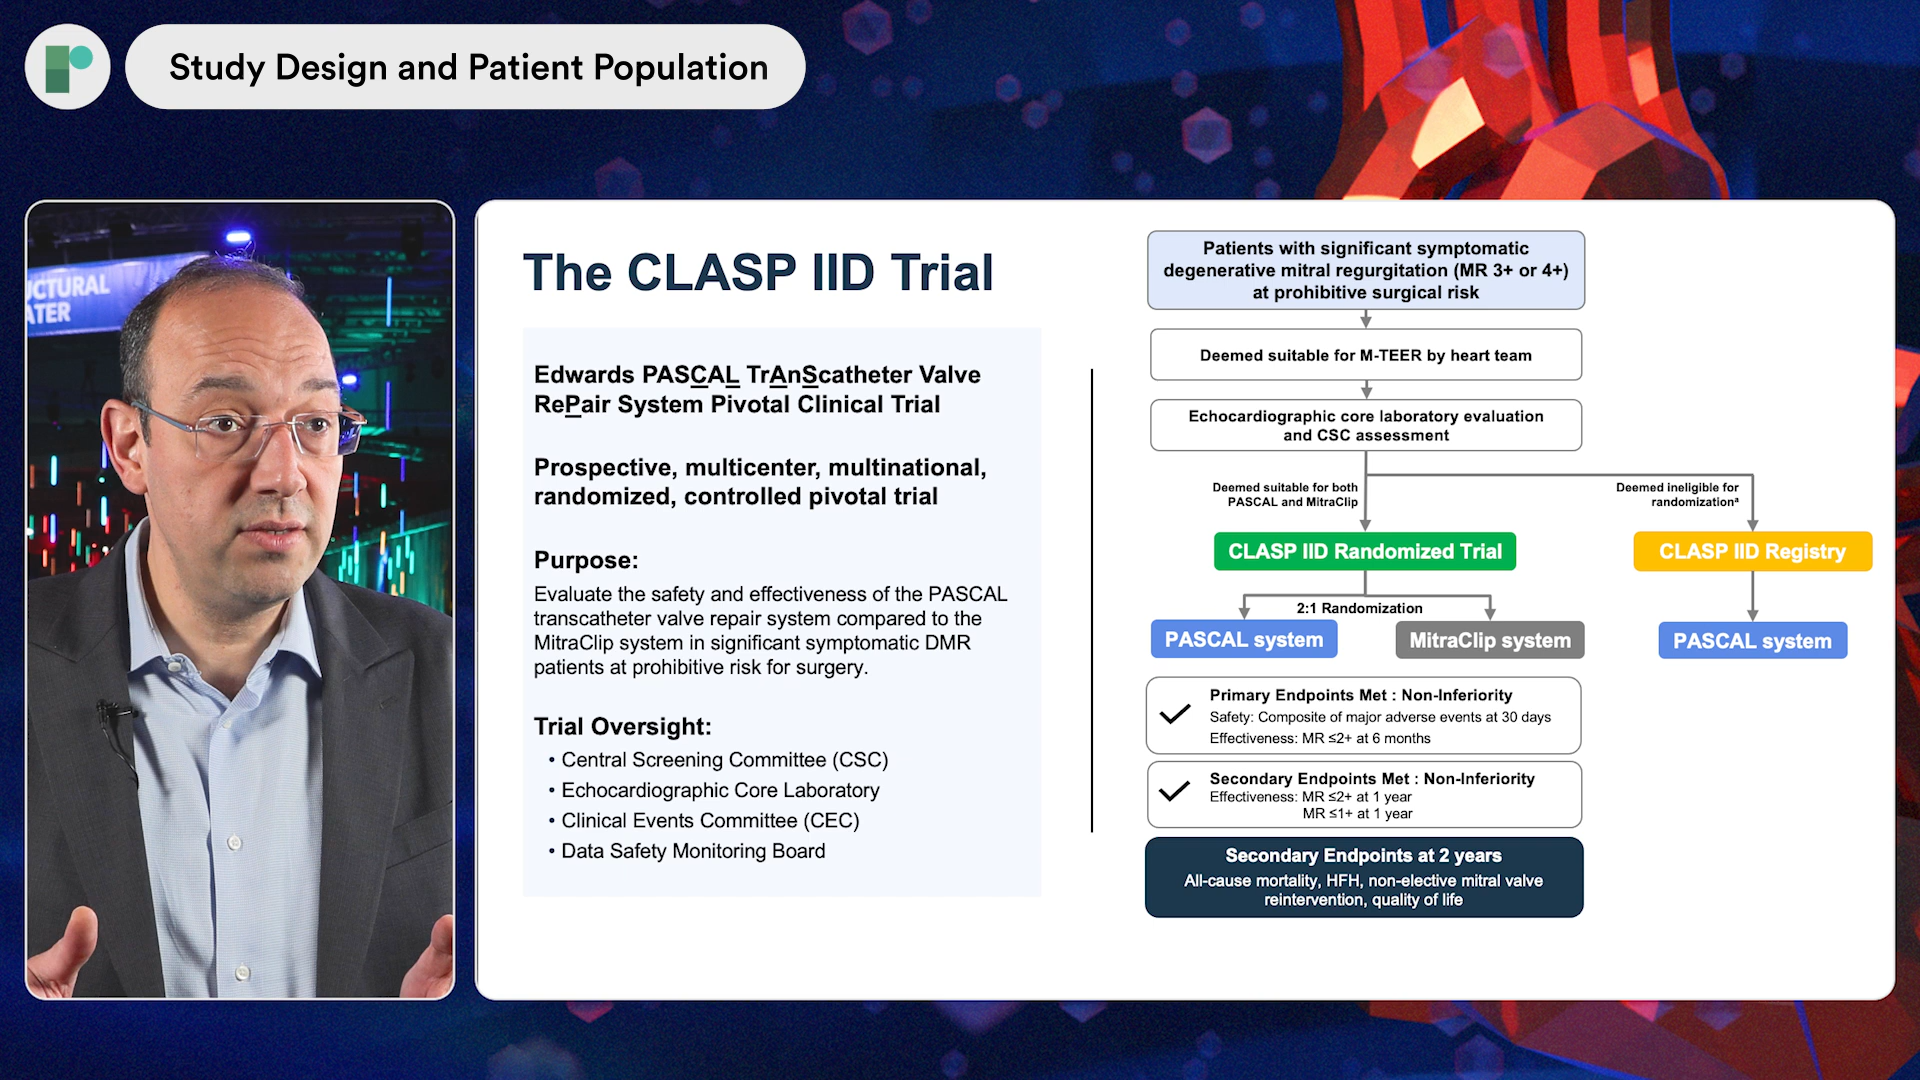 Study Design and Patient Population
UCTURAL
ATER
The CLASP IID Trial
Edwards PASCAL TrAnScatheter Valve
RePair System Pivotal Clinical Trial
Prospective, multicenter, multinational,
randomized, controlled pivotal trial
Purpose:
Evaluate the safety and effectiveness of the PASCAL
transcatheter valve repair system compared to the
MitraClip system in significant symptomatic DMR
patients at prohibitive risk for surgery.
Trial Oversight:
• Central Screening Committee (CSC)
• Echocardiographic Core Laboratory
• Clinical Events Committee (CEC)
• Data Safety Monitoring Board
Patients with significant symptomatic
degenerative mitral regurgitation (MR 3+ or 4+)
at prohibitive surgical risk
Deemed suitable for M-TEER by heart team
Echocardiographic core laboratory evaluation
and CSC assessment
Deemed suitable for both
PASCAL and MitraClip
Deemed ineligible for
randomizationᵃ
CLASP IID Randomized Trial
CLASP IID Registry
2:1 Randomization
PASCAL system
MitraClip system
PASCAL system
Primary Endpoints Met : Non-Inferiority
Safety: Composite of major adverse events at 30 days
Effectiveness: MR ≤2+ at 6 months
Secondary Endpoints Met : Non-Inferiority
Effectiveness: MR ≤2+ at 1 year
MR ≤1+ at 1 year
Secondary Endpoints at 2 years
All-cause mortality, HFH, non-elective mitral valve
reintervention, quality of life